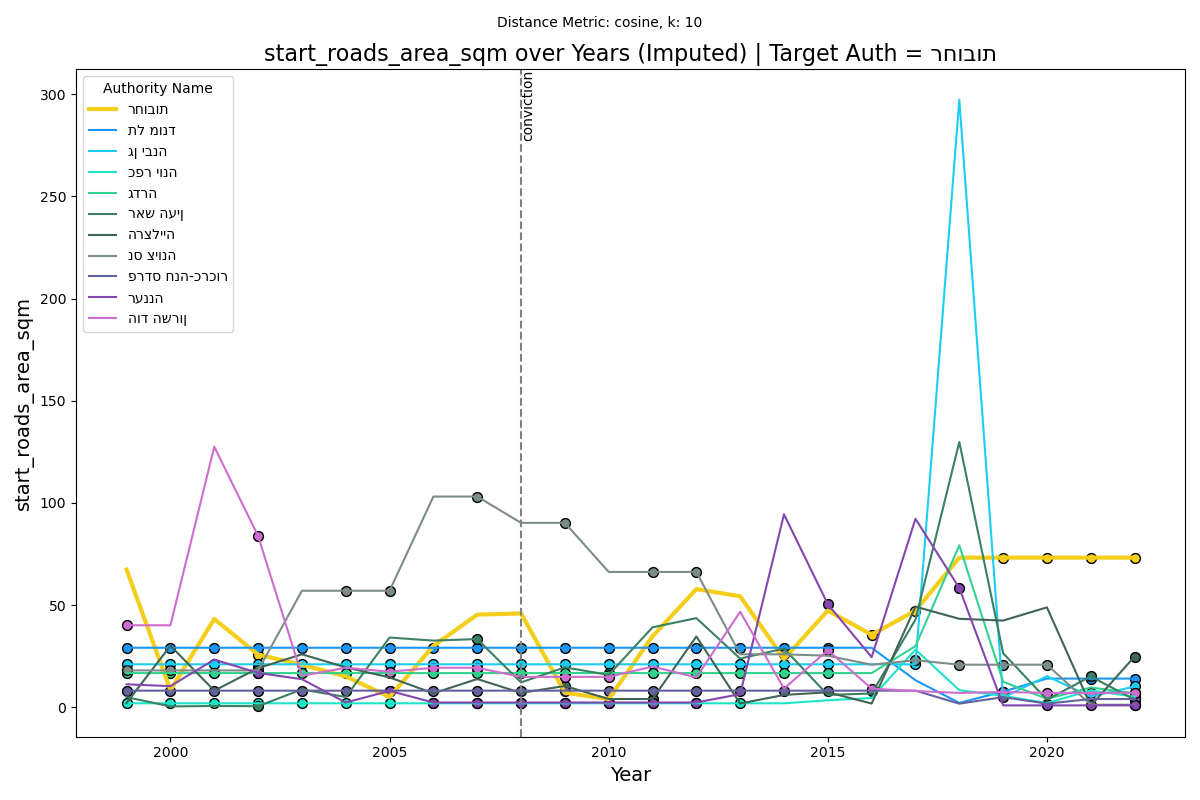 Distance Metric: cosine, k: 10
start_roads_area_sqm over Years (Imputed) | Target Auth = רחובות
Authority Name
רחובות
תל מונד
גן יבנה
כפר יונה
גדרה
ראש העין
הרצלייה
נס ציונה
פרדס חנה-כרכור
רעננה
הוד השרון
conviction
start_roads_area_sqm
300
250
200
150
100
50
0
2000
2005
2010
2015
2020
Year